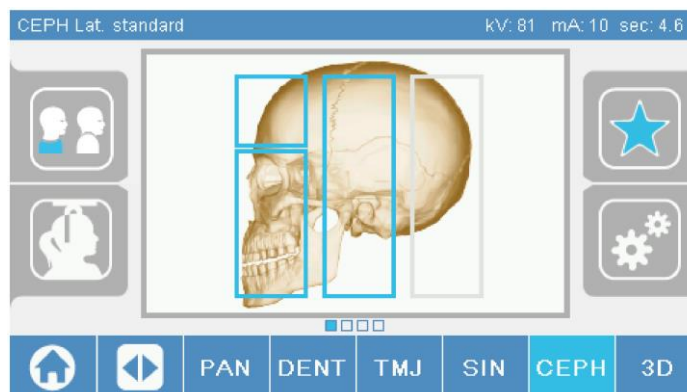 CEPH Lat. standard kV: 81 mA: 10 sec: 4.6
PAN DENT TMJ SIN CEPH 3D